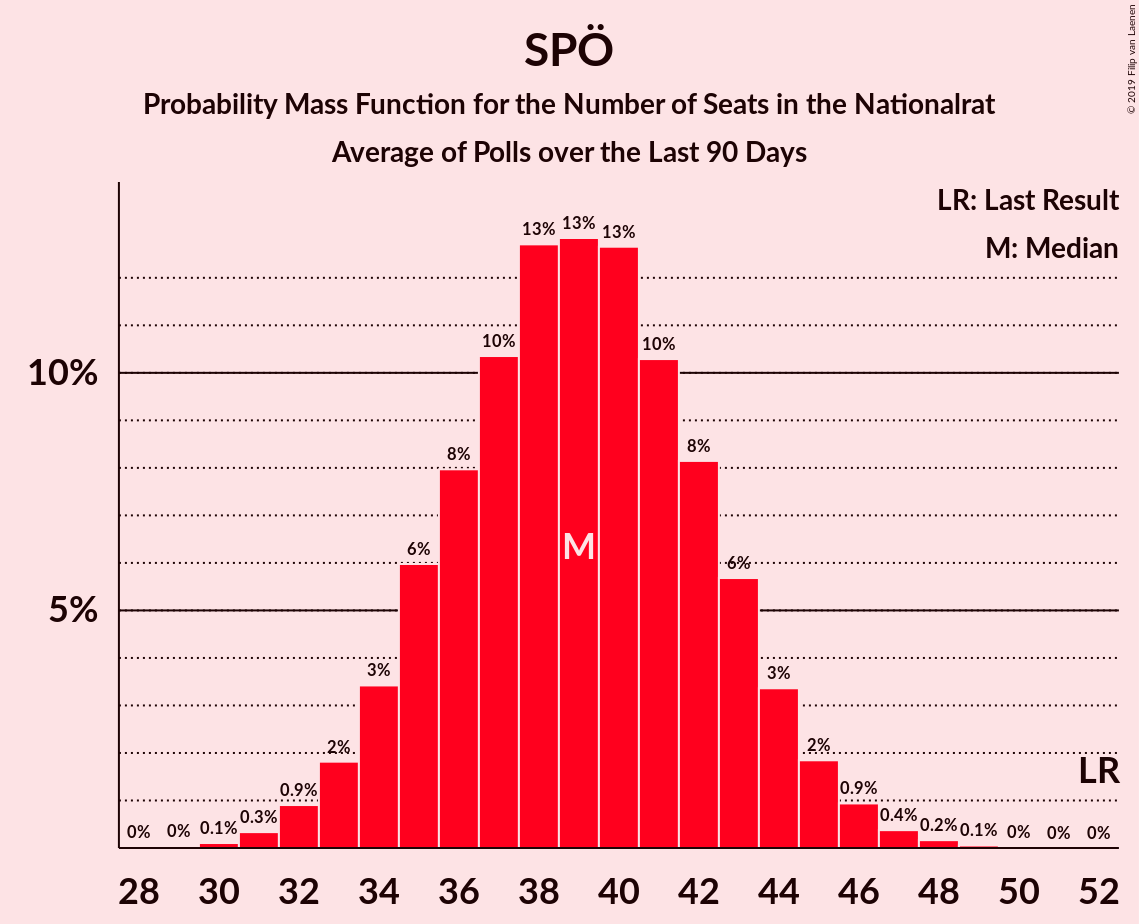 SPÖ
Probability Mass Function for the Number of Seats in the Nationalrat
Average of Polls over the Last 90 Days
© 2019 Filip van Laenen
LR: Last Result
M: Median
10%
5%
0% 0% 0.1% 0.3% 0.9% 2% 3% 6% 8% 10% 13% 13% 13% 10% 8% 6% 3% 2% 0.9% 0.4% 0.2% 0.1% 0% 0% 0%
M
LR
28 30 32 34 36 38 40 42 44 46 48 50 52